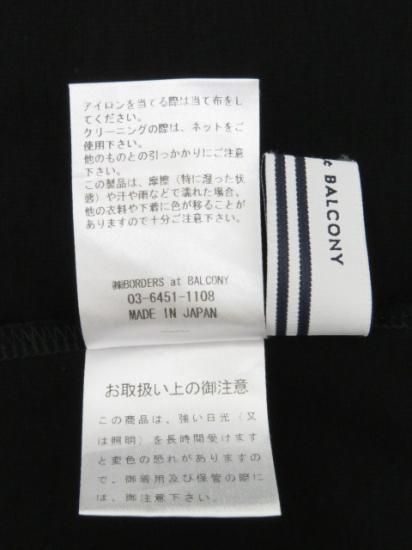 アイロンを当てる際は当て布をし
てください。
クリーニングの際は、ネットをご
使用下さい。
他のものとの引っかかりにご注意
下さい。
この製品は、摩擦（特に湿った状
態）や汗や雨などで濡れた場合、
他の衣料や下着に色が移ることが
ありますので十分ご注意下さい。
㈱BORDERS at BALCONY
03-6451-1108
MADE IN JAPAN
at BALCONY
お取扱い上の御注意
この商品は、強い日光（又
は照明）を長時間受けます
と変色の恐れがありますの
で、御着用及び保管の際に
は、御注意下さい。